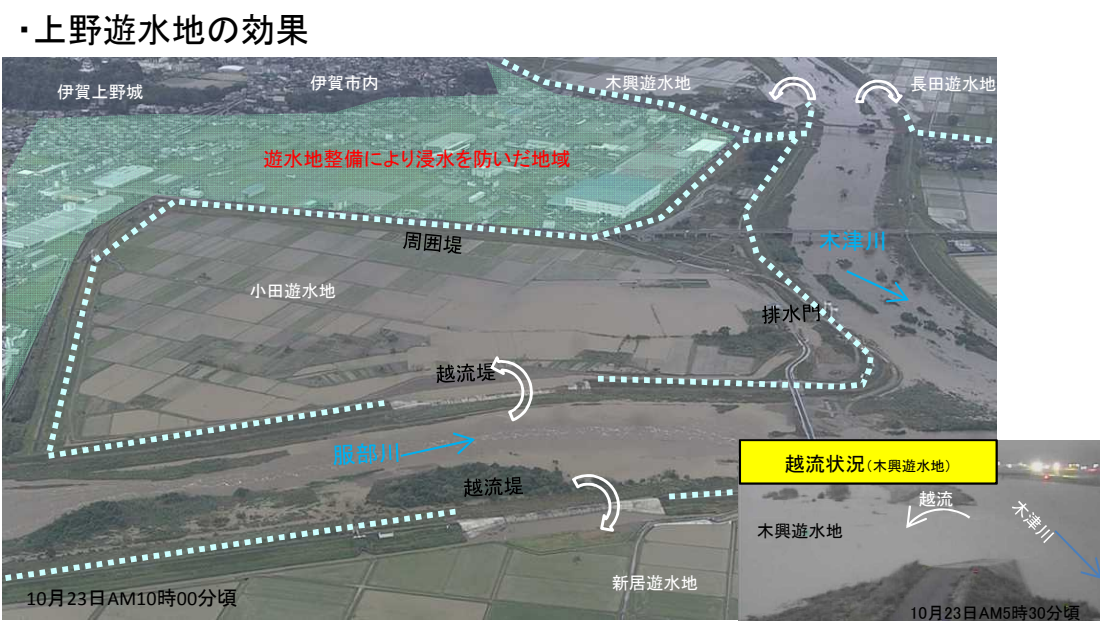 ・上野遊水地の効果
伊賀上野城
伊賀市内
木興遊水地
長田遊水地
遊水地整備により浸水を防いだ地域
周囲堤
木津川
小田遊水地
排水門
越流堤
服部川
越流堤
新居遊水地
10月23日AM10時00分頃
越流状況(木興遊水地)
越流
木津川
木興遊水地
10月23日AM5時30分頃